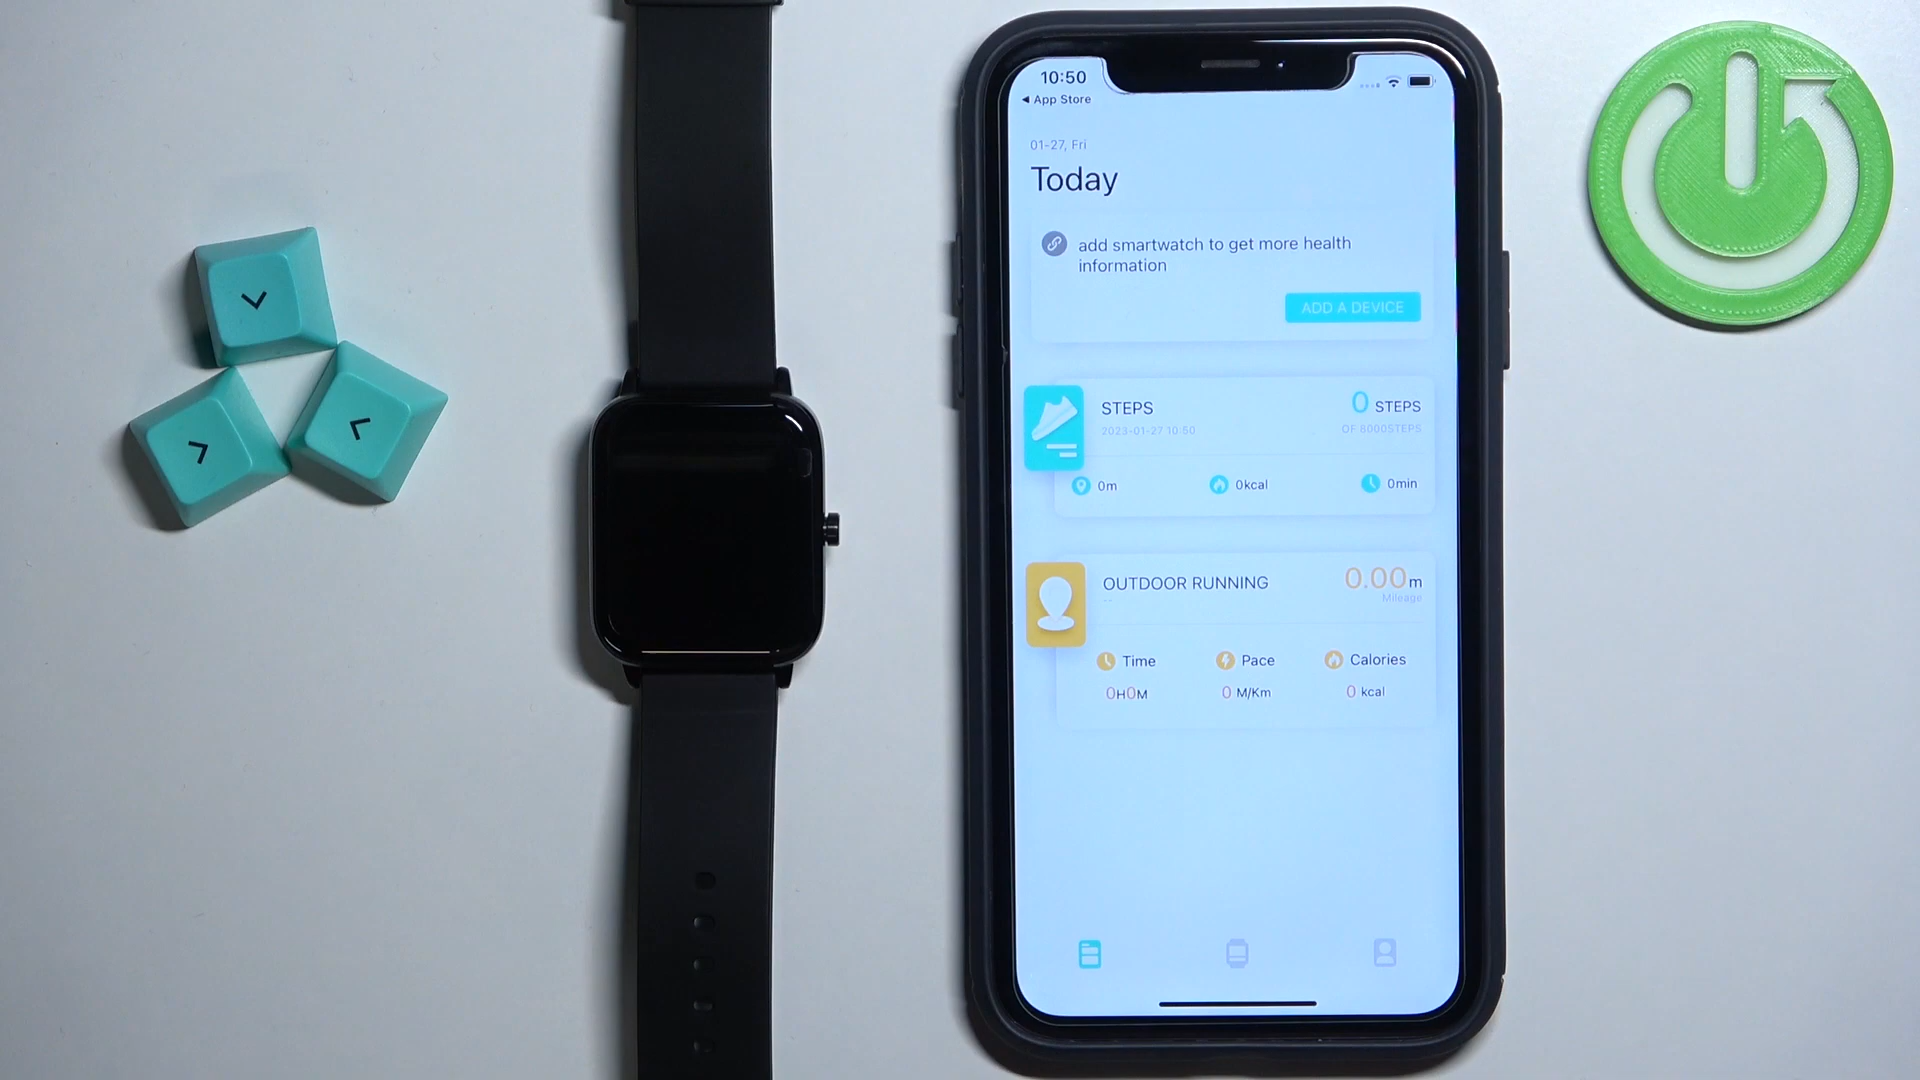 10:50
◀ App Store
01-27, Fri
Today
add smartwatch to get more health
information
ADD A DEVICE
STEPS
0 STEPS
2023-01-27 10:50
OF 8000STEPS
0m
0kcal
0min
OUTDOOR RUNNING
0.00m
--
Mileage
Time
Pace
Calories
0H0M
0 M/Km
0 kcal